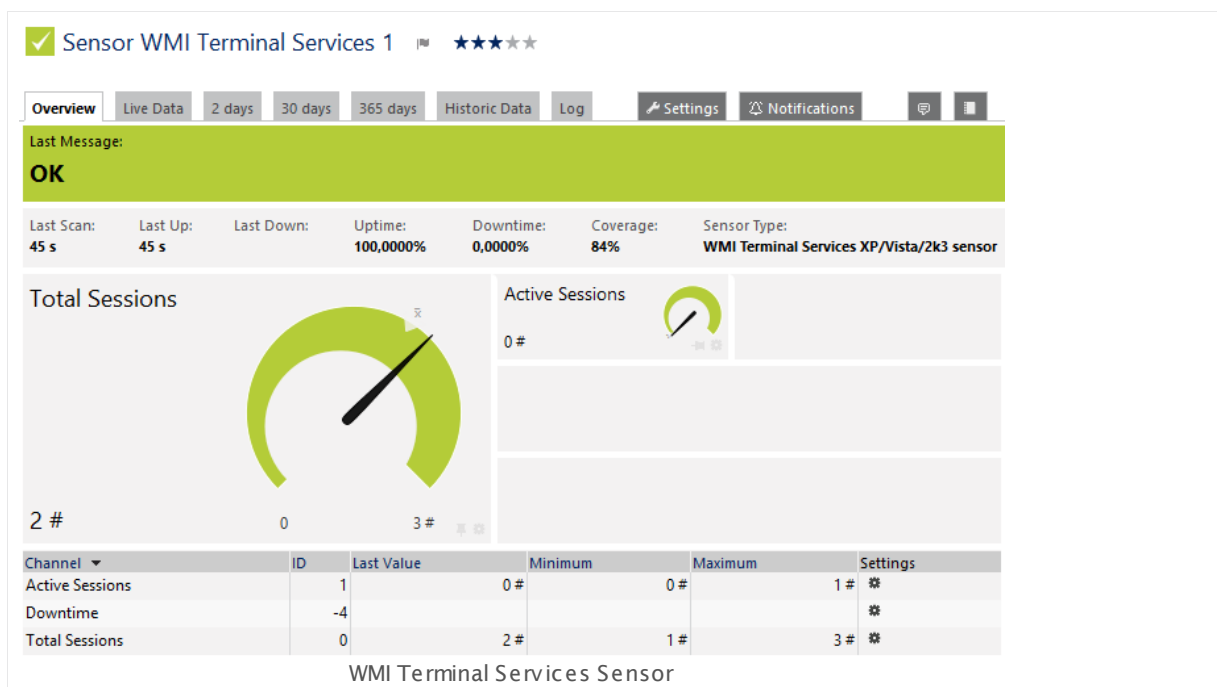 Sensor WMI Terminal Services 1
Overview Live Data 2 days 30 days 365 days Historic Data Log Settings Notifications
Last Message:
OK
Last Scan: Last Up: Last Down: Uptime: Downtime: Coverage: Sensor Type:
45 s 45 s 100,0000% 0,0000% 84% WMI Terminal Services XP/Vista/2k3 sensor
Total Sessions
x̄
2 #
0 3 #
Active Sessions
0 #
Channel ID Last Value Minimum Maximum Settings
Active Sessions 1 0 # 0 # 1 #
Downtime -4
Total Sessions 0 2 # 1 # 3 #
WMI Terminal Services Sensor